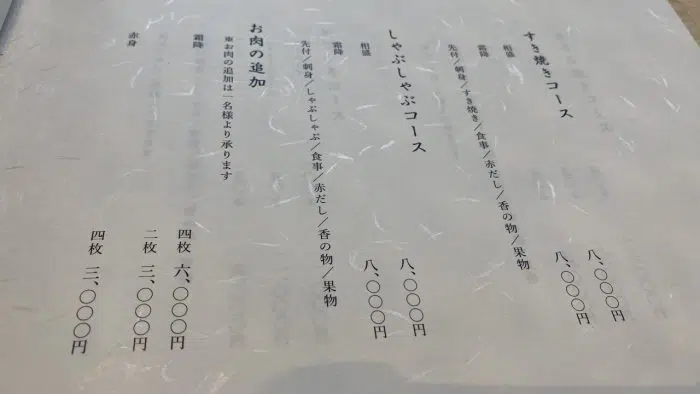 すき焼きコース
相盛 八、〇〇〇円
霜降 八、〇〇〇円
先付/刺身/すき焼き/食事/赤だし/香の物/果物
しゃぶしゃぶコース
相盛 八、〇〇〇円
霜降 八、〇〇〇円
先付/刺身/しゃぶしゃぶ/食事/赤だし/香の物/果物
お肉の追加
※お肉の追加は一名様より承ります
霜降 四枚 六、〇〇〇円
二枚 三、〇〇〇円
赤身 四枚 三、〇〇〇円